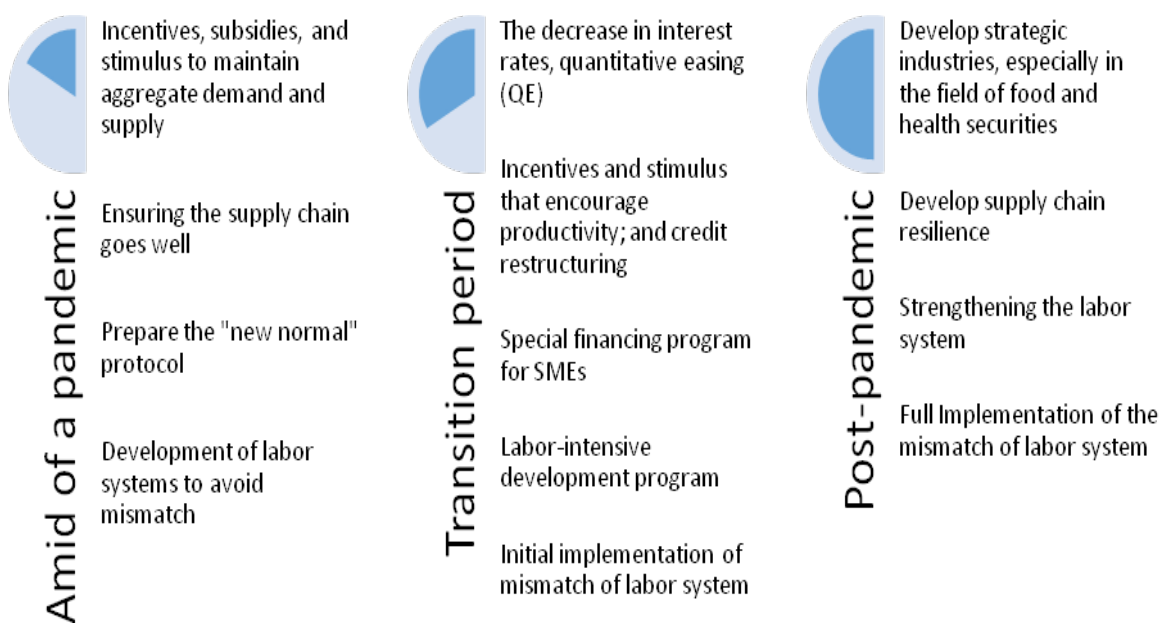 Amid of a pandemic
Incentives, subsidies, and
stimulus to maintain
aggregate demand and
supply
Ensuring the supply chain
goes well
Prepare the "new normal"
protocol
Development of labor
systems to avoid
mismatch
Transition period
The decrease in interest
rates, quantitative easing
(QE)
Incentives and stimulus
that encourage
productivity; and credit
restructuring
Special financing program
for SMEs
Labor-intensive
development program
Initial implementation of
mismatch of labor system
Post-pandemic
Develop strategic
industries, especially in
the field of food and
health securities
Develop supply chain
resilience
Strengthening the labor
system
Full Implementation of the
mismatch of labor system